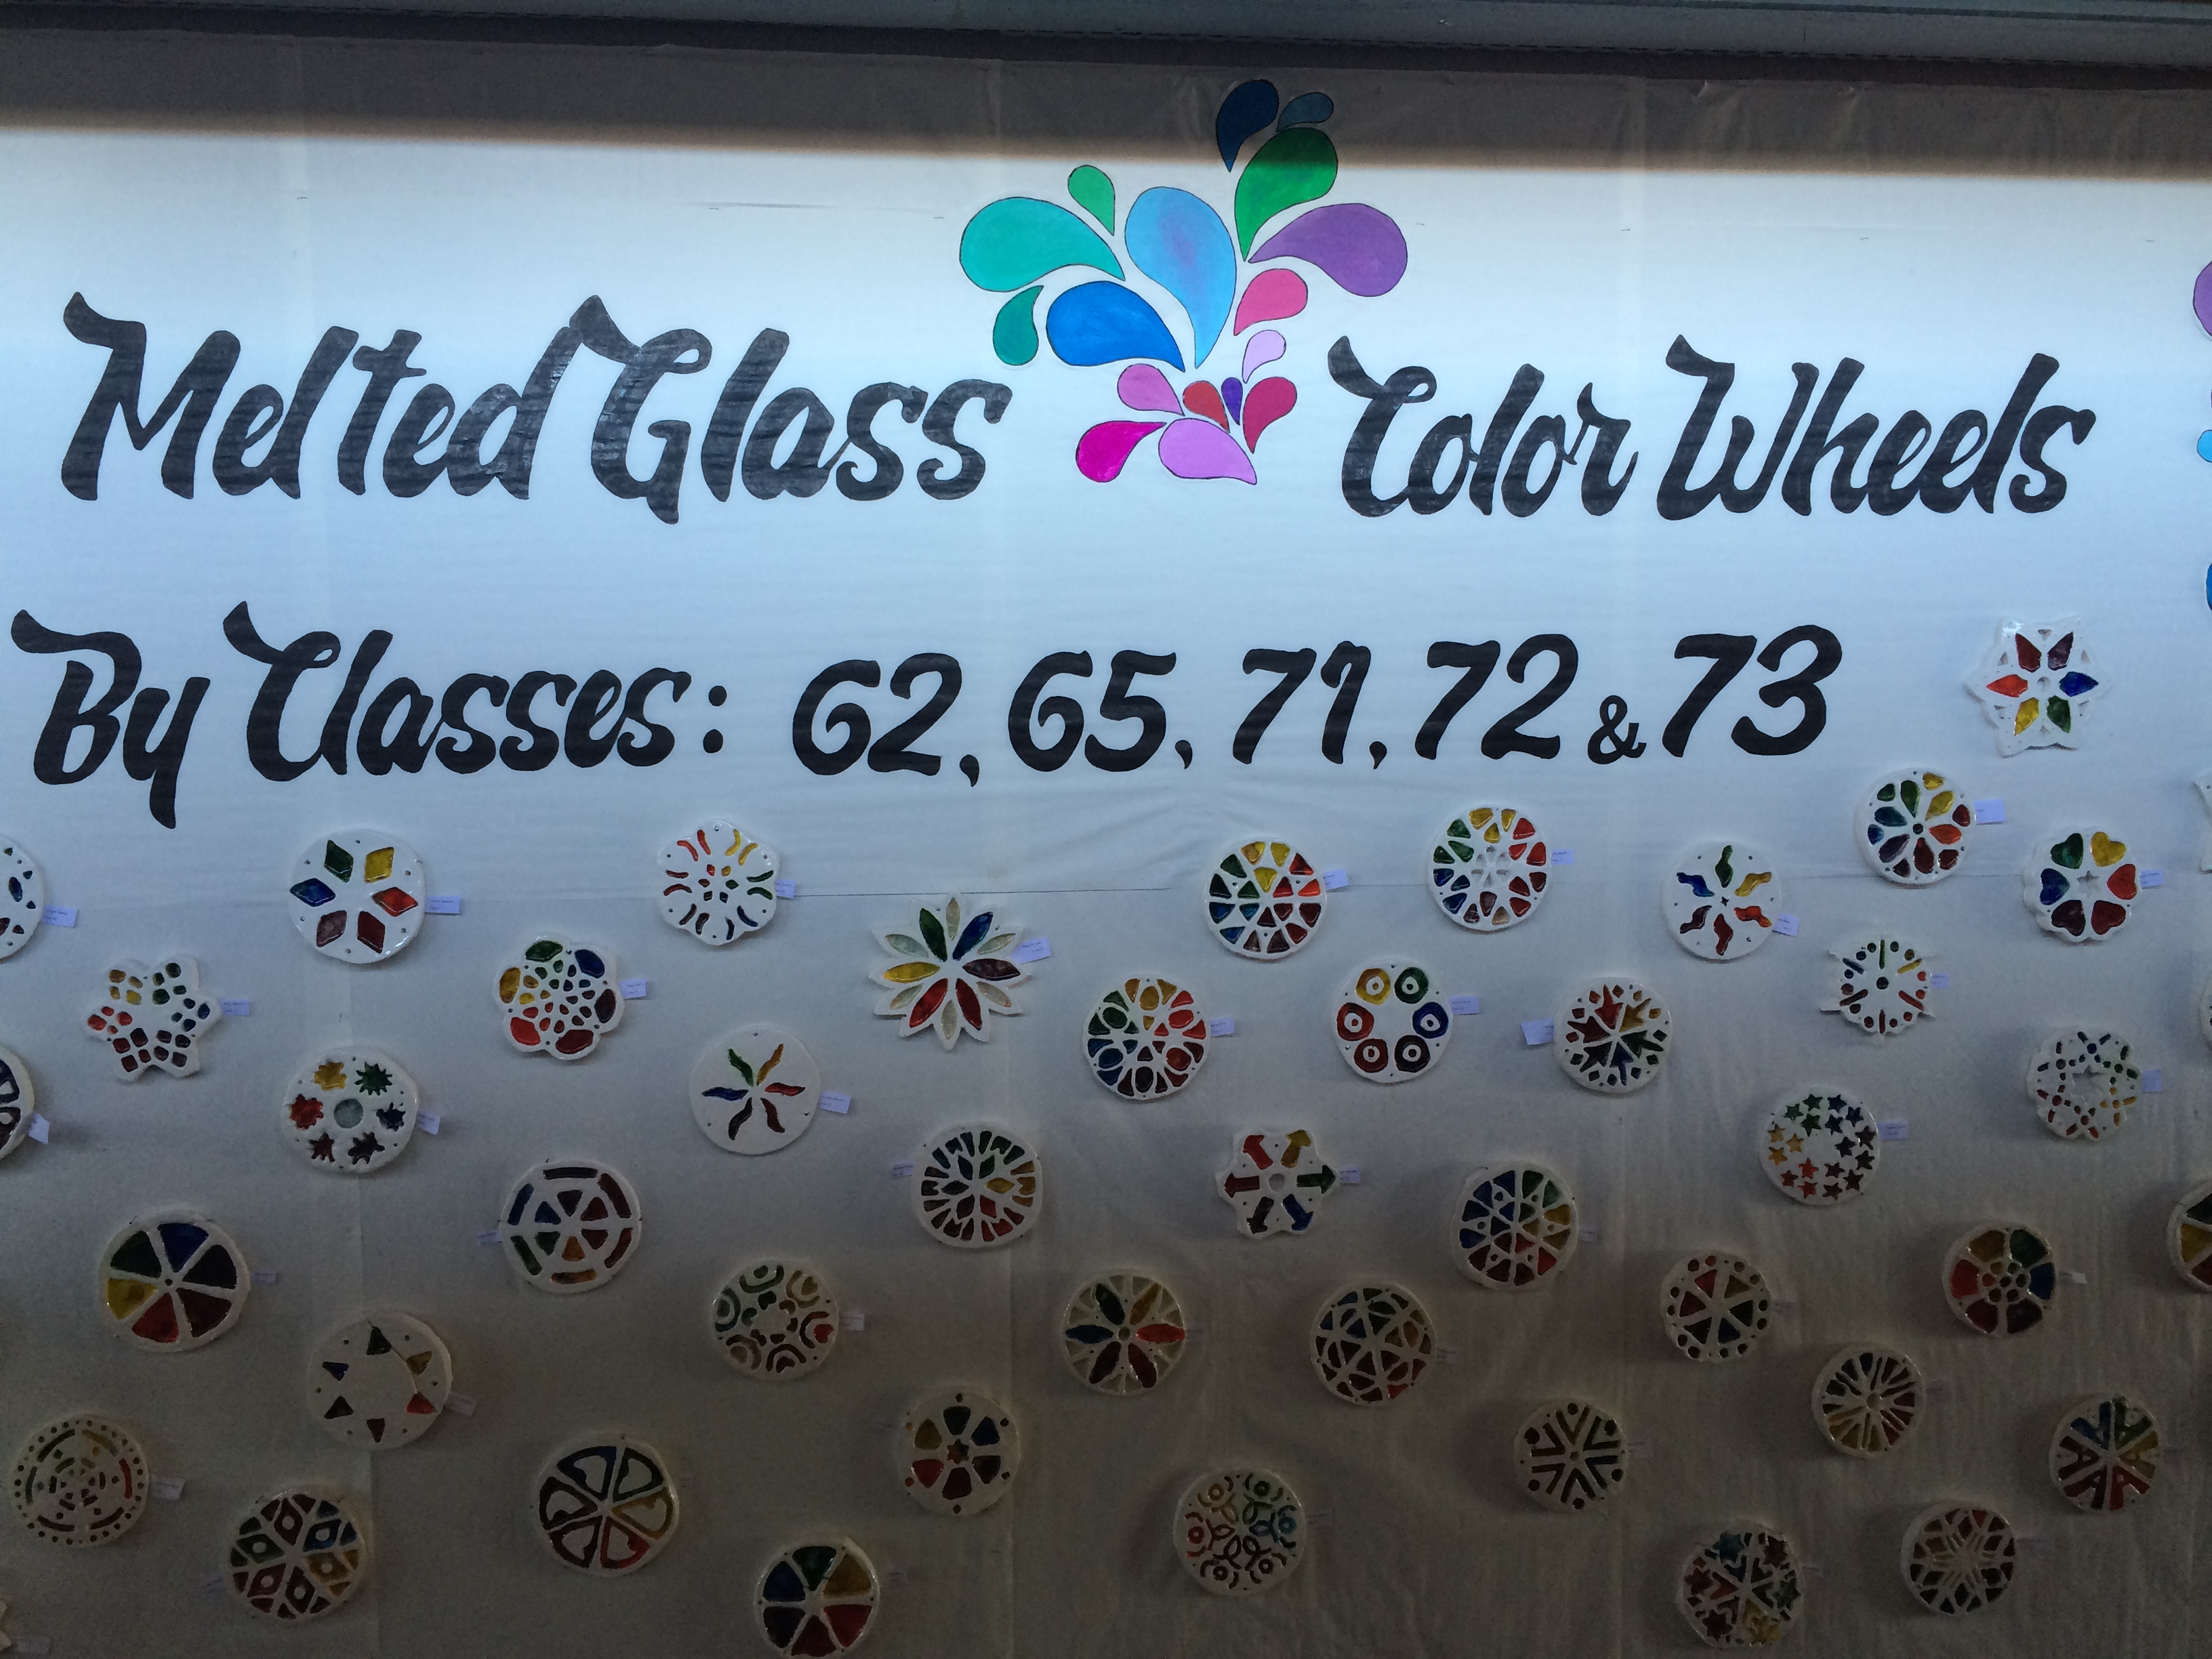 Melted Glass Color Wheels
By Classes: 62, 65, 71, 72 & 73